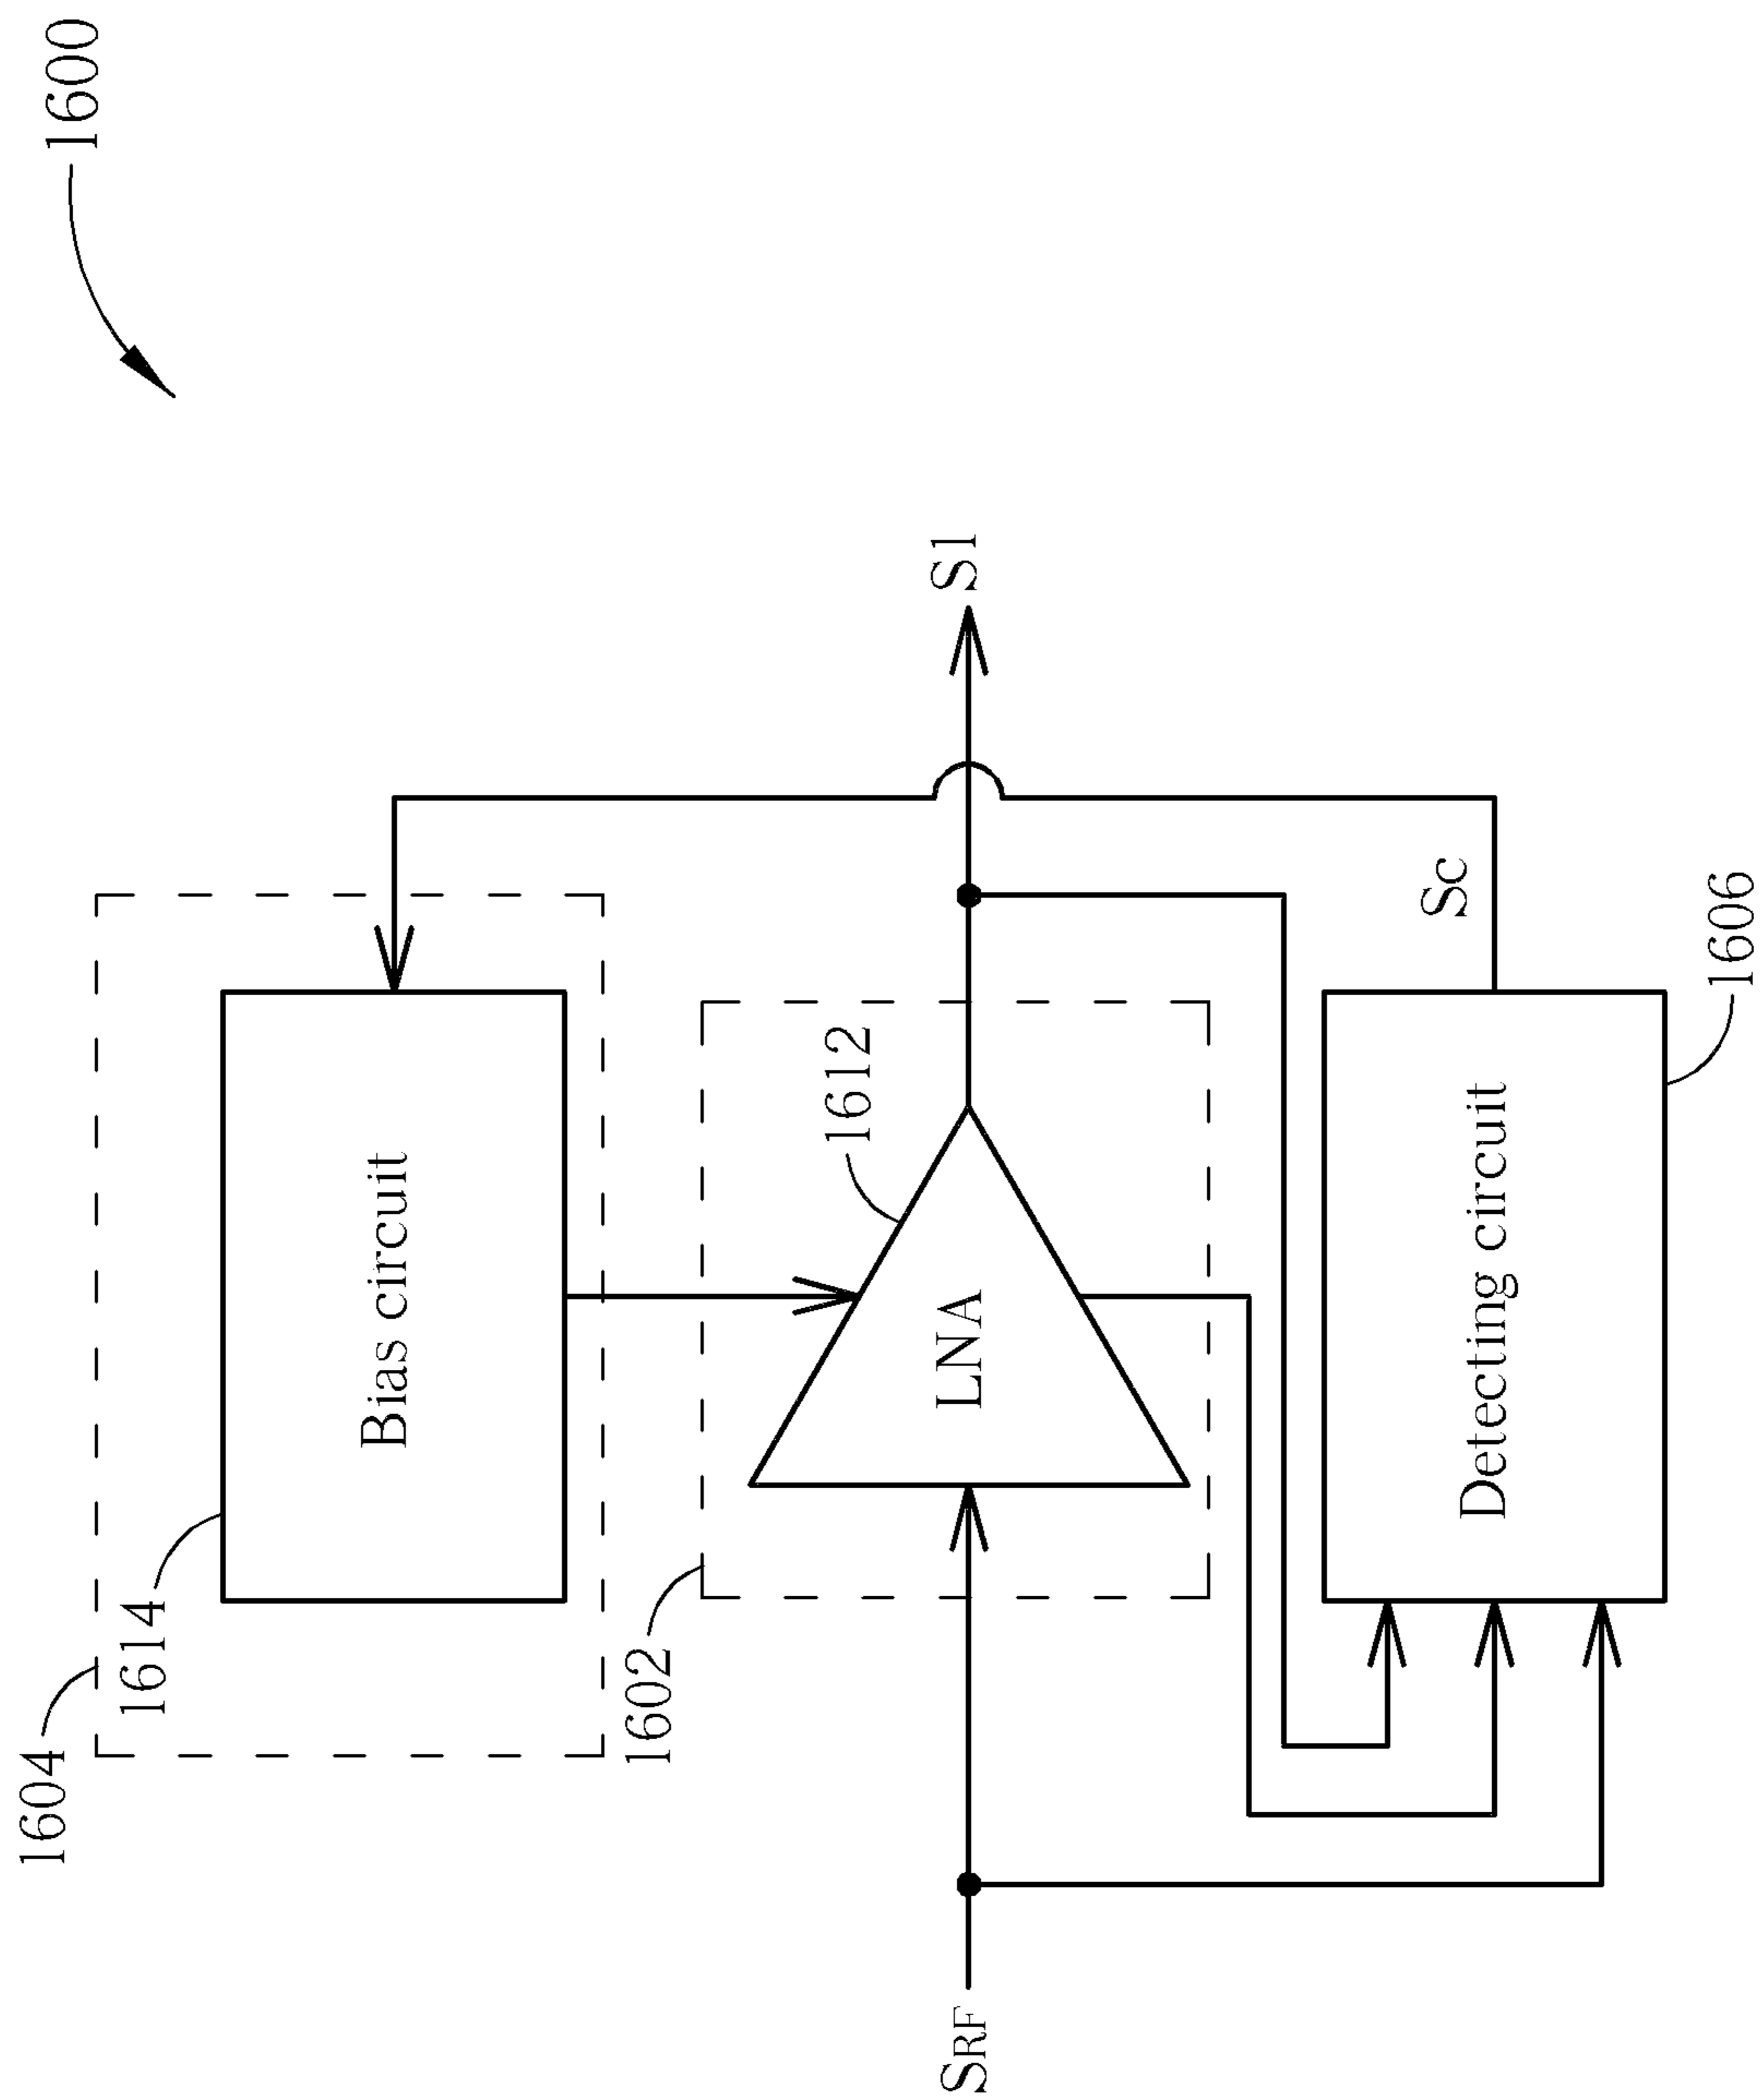 1600
1604
1614
Bias circuit
1602
1612
LNA
SRF
S1
Sc
Detecting circuit
1606